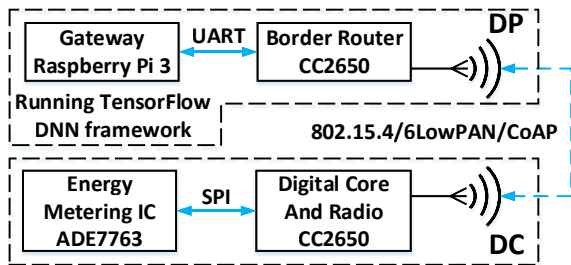 Gateway
Raspberry Pi 3
UART
Border Router
CC2650
DP
Running TensorFlow
DNN framework
802.15.4/6LowPAN/CoAP
Energy
Metering IC
ADE7763
SPI
Digital Core
And Radio
CC2650
DC